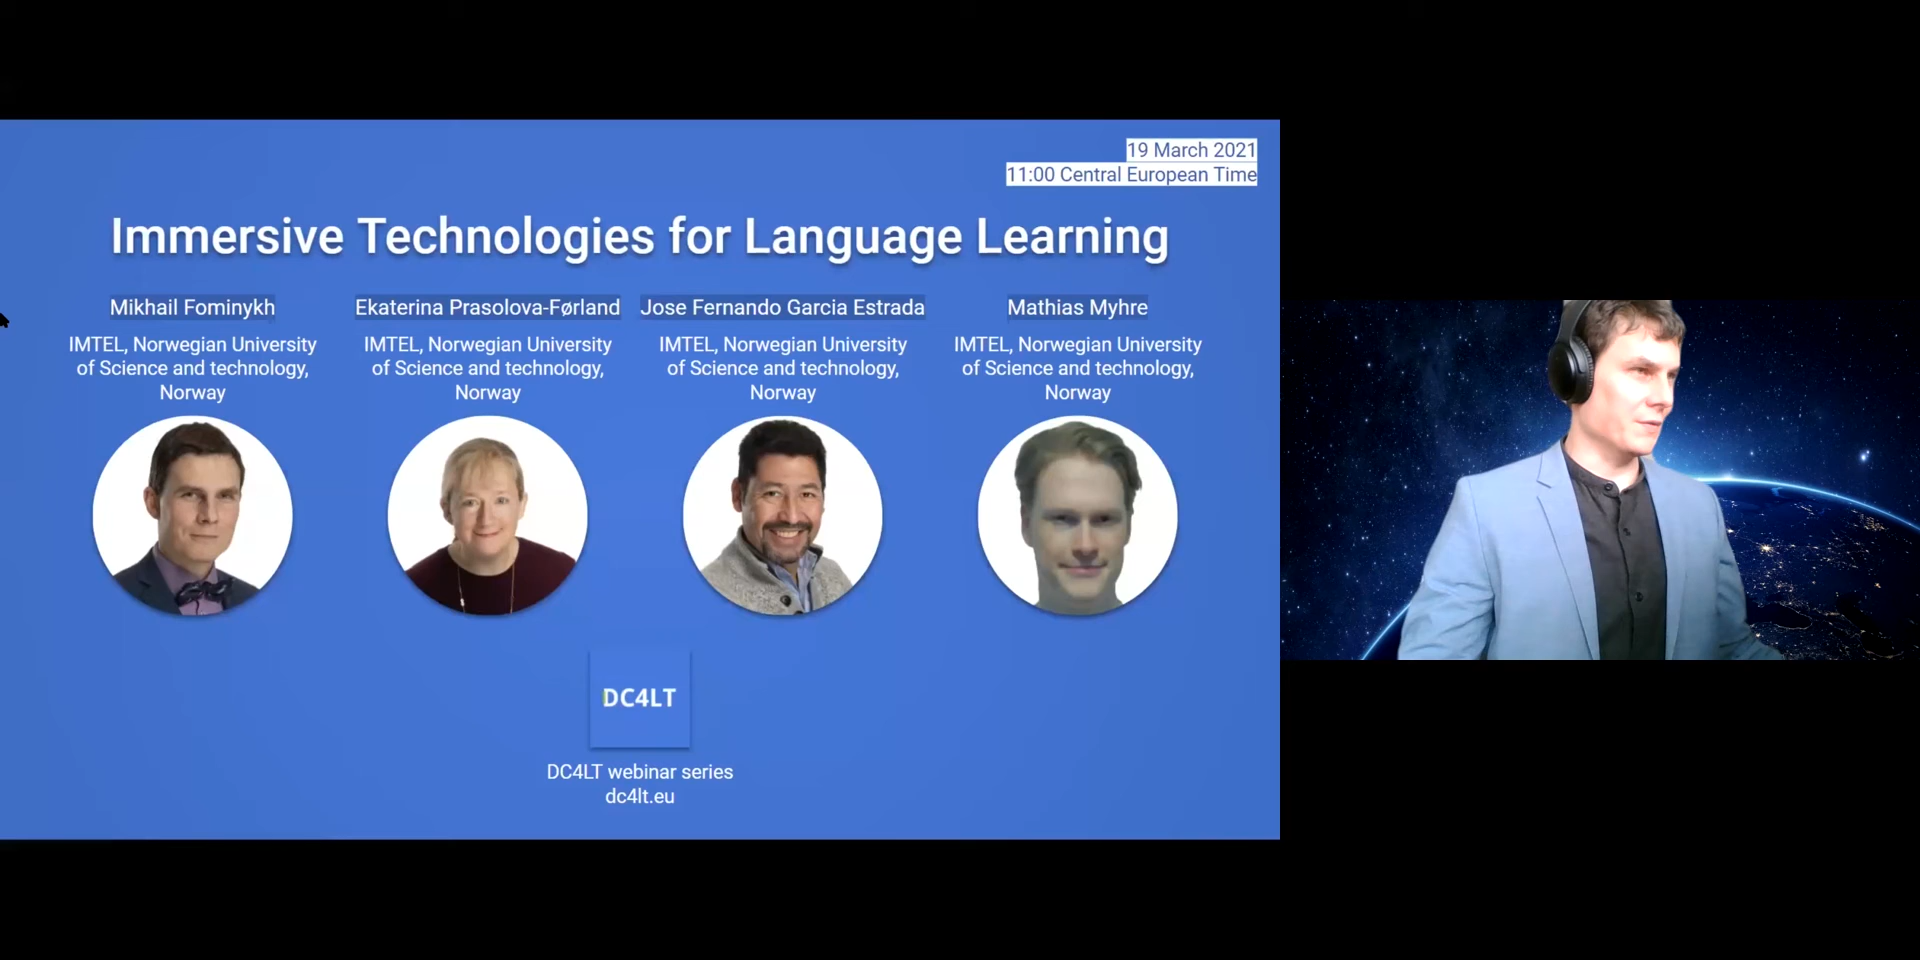 19 March 2021
11:00 Central European Time
Immersive Technologies for Language Learning
Mikhail Fominykh
IMTEL, Norwegian University
of Science and technology,
Norway
Ekaterina Prasolova-Førland
IMTEL, Norwegian University
of Science and technology,
Norway
Jose Fernando Garcia Estrada
IMTEL, Norwegian University
of Science and technology,
Norway
Mathias Myhre
IMTEL, Norwegian University
of Science and technology,
Norway
DC4LT
DC4LT webinar series
dc4lt.eu